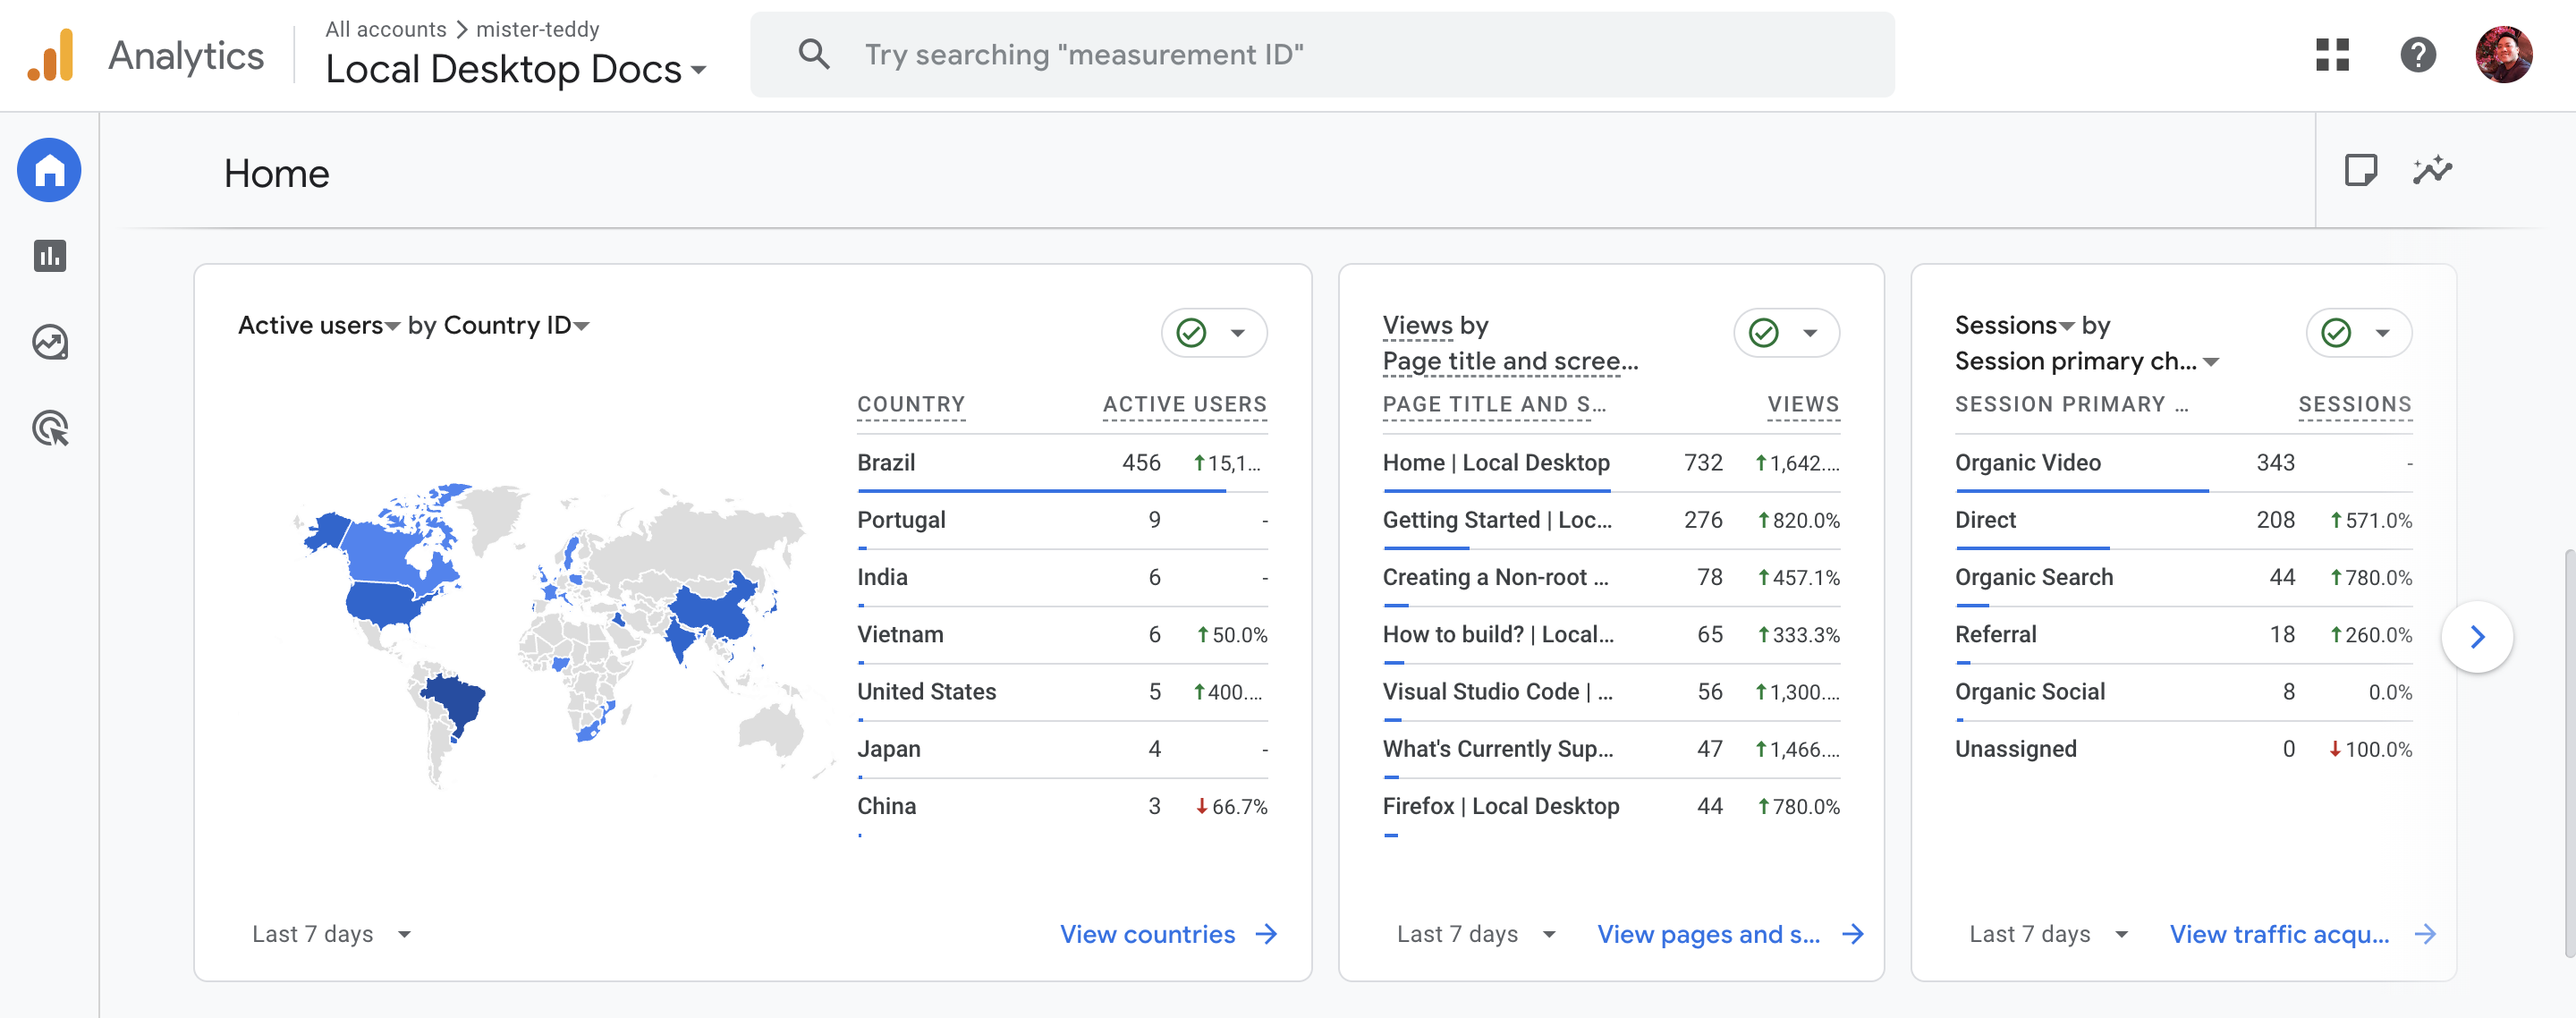 Analytics
All accounts > mister-teddy
Local Desktop Docs
Try searching "measurement ID"
Home
Active users by Country ID
COUNTRY ACTIVE USERS
Brazil 456 ↑15,1...
Portugal 9 -
India 6 -
Vietnam 6 ↑50.0%
United States 5 ↑400....
Japan 4 -
China 3 ↓66.7%
Last 7 days View countries →
Views by
Page title and scree...
PAGE TITLE AND S... VIEWS
Home | Local Desktop 732 ↑1,642....
Getting Started | Loc... 276 ↑820.0%
Creating a Non-root ... 78 ↑457.1%
How to build? | Local... 65 ↑333.3%
Visual Studio Code | ... 56 ↑1,300....
What's Currently Sup... 47 ↑1,466....
Firefox | Local Desktop 44 ↑780.0%
Last 7 days View pages and s... →
Sessions by
Session primary ch...
SESSION PRIMARY ... SESSIONS
Organic Video 343 -
Direct 208 ↑571.0%
Organic Search 44 ↑780.0%
Referral 18 ↑260.0%
Organic Social 8 0.0%
Unassigned 0 ↓100.0%
Last 7 days View traffic acqu... →